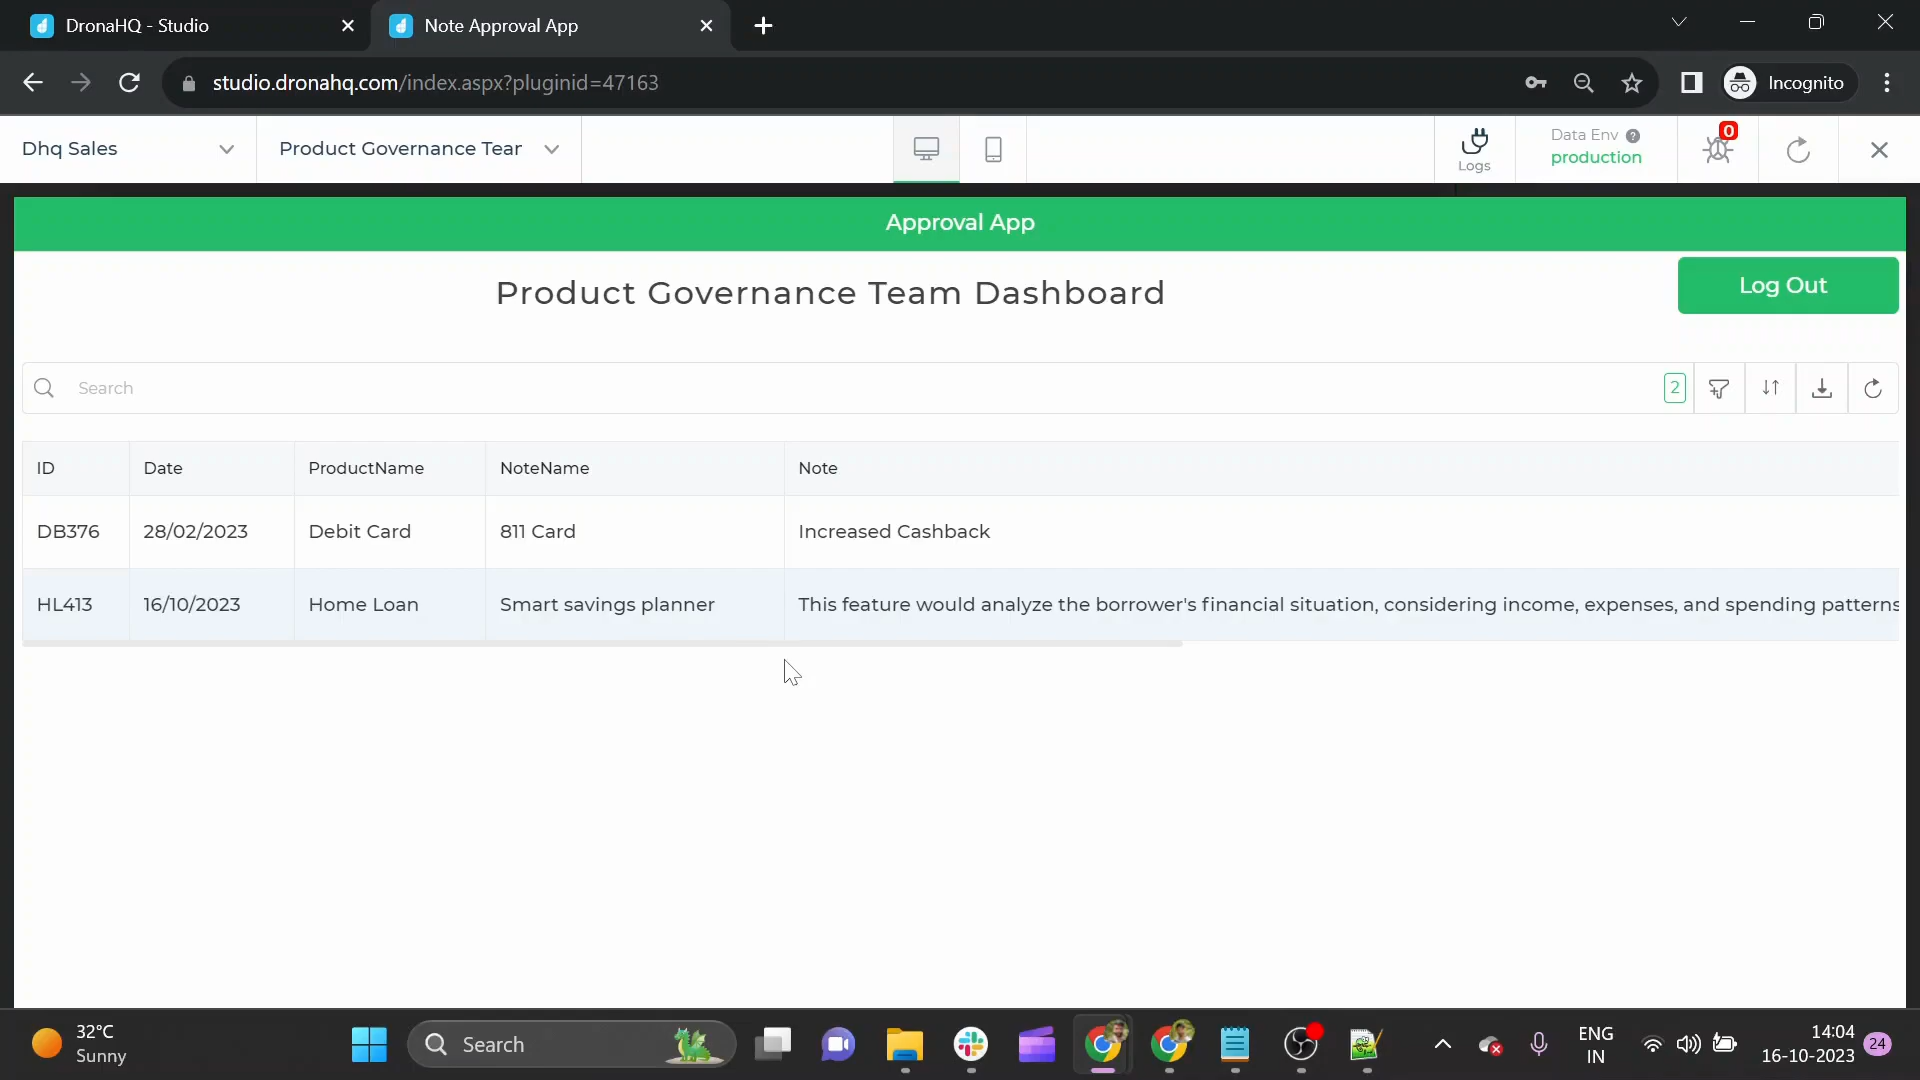 DronaHQ - Studio
Note Approval App
studio.dronahq.com/index.aspx?pluginid=47163
Incognito
Dhq Sales
Product Governance Tear
Logs
Data Env ?
production
0
Approval App
Product Governance Team Dashboard
Log Out
Search
2
ID Date ProductName NoteName Note
DB376 28/02/2023 Debit Card 811 Card Increased Cashback
HL413 16/10/2023 Home Loan Smart savings planner This feature would analyze the borrower's financial situation, considering income, expenses, and spending patterns
32°C
Sunny
Search
ENG
IN
14:04
16-10-2023
24